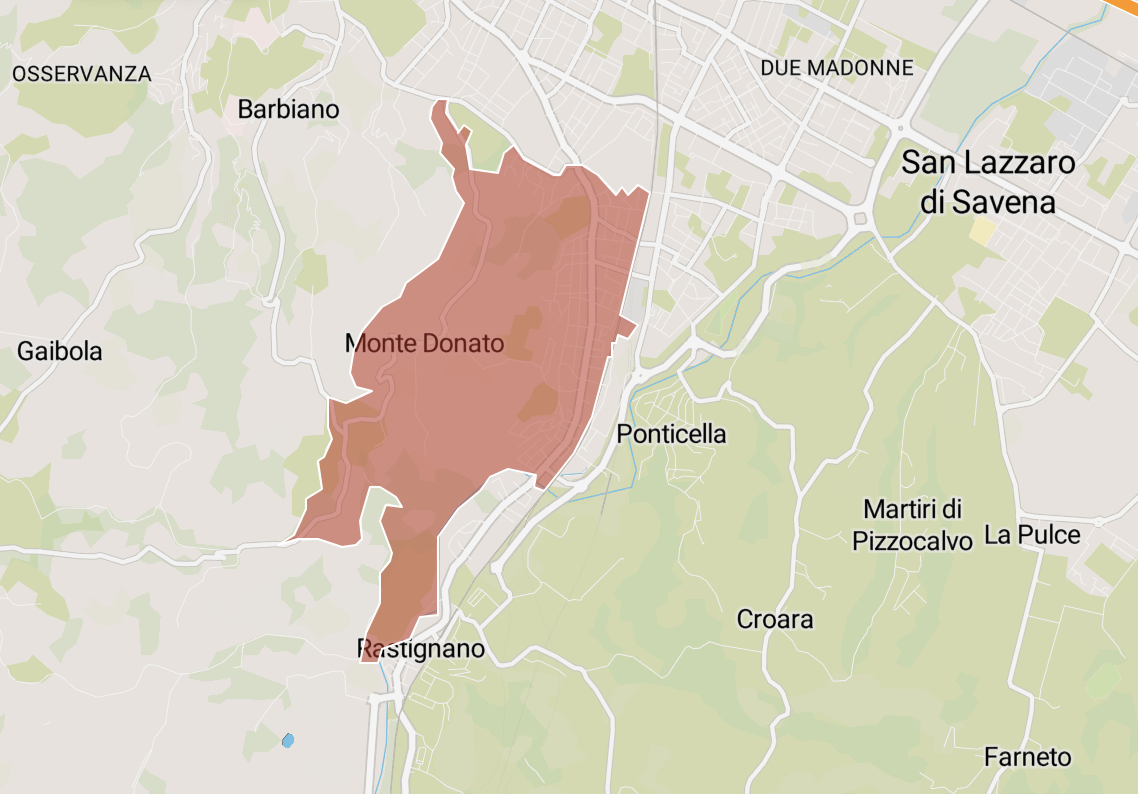 OSSERVANZA
DUE MADONNE
Barbiano
San Lazzaro
di Savena
Gaibola
Monte Donato
Ponticella
Martiri di
Pizzocalvo
La Pulce
Croara
Rastignano
Farneto